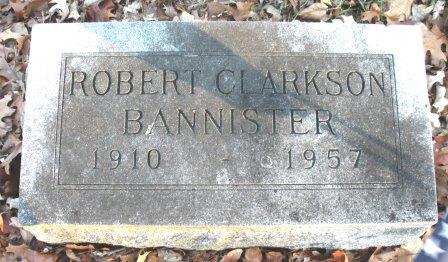 ROBERT CLARKSON
BANNISTER
1910 - 1957